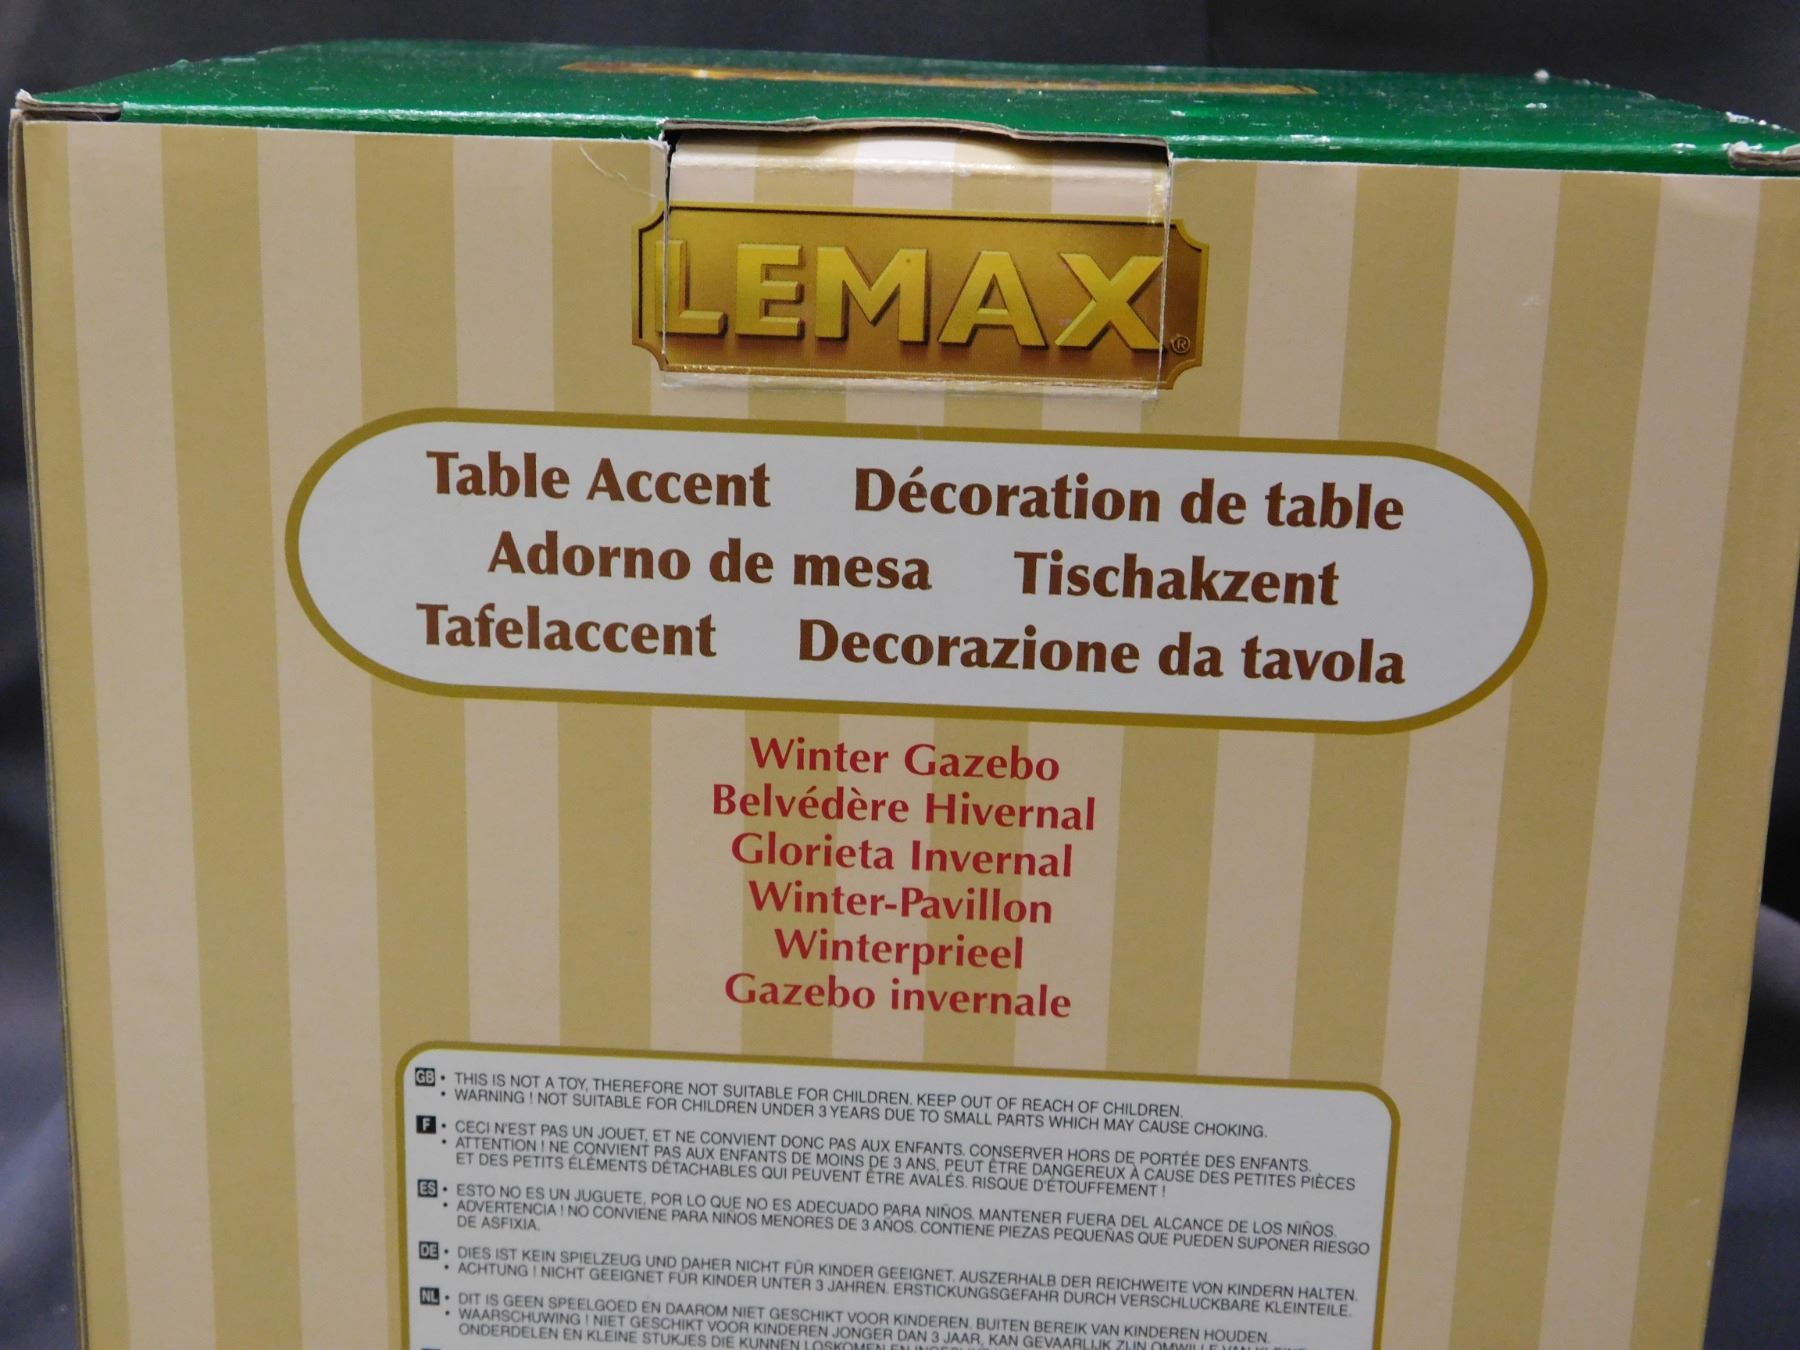 LEMAX®
Table Accent Décoration de table
Adorno de mesa Tischakzent
Tafelaccent Decorazione da tavola
Winter Gazebo
Belvédère Hivernal
Glorieta Invernal
Winter-Pavillon
Winterprieel
Gazebo invernale
GB • THIS IS NOT A TOY, THEREFORE NOT SUITABLE FOR CHILDREN. KEEP OUT OF REACH OF CHILDREN.
• WARNING ! NOT SUITABLE FOR CHILDREN UNDER 3 YEARS DUE TO SMALL PARTS WHICH MAY CAUSE CHOKING.
F • CECI N'EST PAS UN JOUET, ET NE CONVIENT DONC PAS AUX ENFANTS. CONSERVER HORS DE PORTÉE DES ENFANTS.
• ATTENTION ! NE CONVIENT PAS AUX ENFANTS DE MOINS DE 3 ANS, PEUT ÊTRE DANGEREUX À CAUSE DES PETITES PIÈCES
ET DES PETITS ÉLÉMENTS DÉTACHABLES QUI PEUVENT ÊTRE AVALÉS. RISQUE D'ÉTOUFFEMENT !
ES • ESTO NO ES UN JUGUETE, POR LO QUE NO ES ADECUADO PARA NIÑOS. MANTENER FUERA DEL ALCANCE DE LOS NIÑOS.
• ADVERTENCIA ! NO CONVIENE PARA NIÑOS MENORES DE 3 AÑOS. CONTIENE PIEZAS PEQUEÑAS QUE PUEDEN SUPONER RIESGO
DE ASFIXIA.
DE • DIES IST KEIN SPIELZEUG UND DAHER NICHT FÜR KINDER GEEIGNET. AUSZERHALB DER REICHWEITE VON KINDERN HALTEN.
• ACHTUNG ! NICHT GEEIGNET FÜR KINDER UNTER 3 JAHREN. ERSTICKUNGSGEFAHR DURCH VERSCHLUCKBARE KLEINTEILE.
NL • DIT IS GEEN SPEELGOED EN DAAROM NIET GESCHIKT VOOR KINDEREN. BUITEN BEREIK VAN KINDEREN HOUDEN.
• WAARSCHUWING ! NIET GESCHIKT VOOR KINDEREN JONGER DAN 3 JAAR, KAN GEVAARLIJK ZIJN OMWILLE VAN
ONDERDELEN EN KLEINE STUKJES DIE KUNNEN LOSKOMEN EN